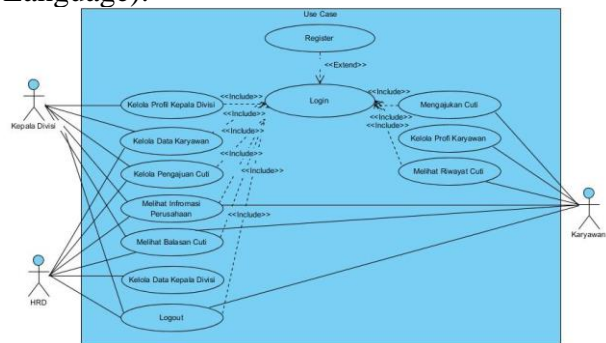 Language).
Use Case
Register
<<Extend>>
Login
<<Include>>
<<Include>>
<<Include>>
<<Include>>
<<Include>>
<<Include>>
<<Include>>
<<Include>>
Kelola Profil Kepala Divisi
Kelola Data Karyawan
Kelola Pengajuan Cuti
Melihat Infromasi
Perusahaan
Melihat Balasan Cuti
Kelola Data Kepala Divisi
Logout
Mengajukan Cuti
Kelola Profi Karyawan
Melihat Riwayat Cuti
Kepala Divisi
HRD
Karyawan